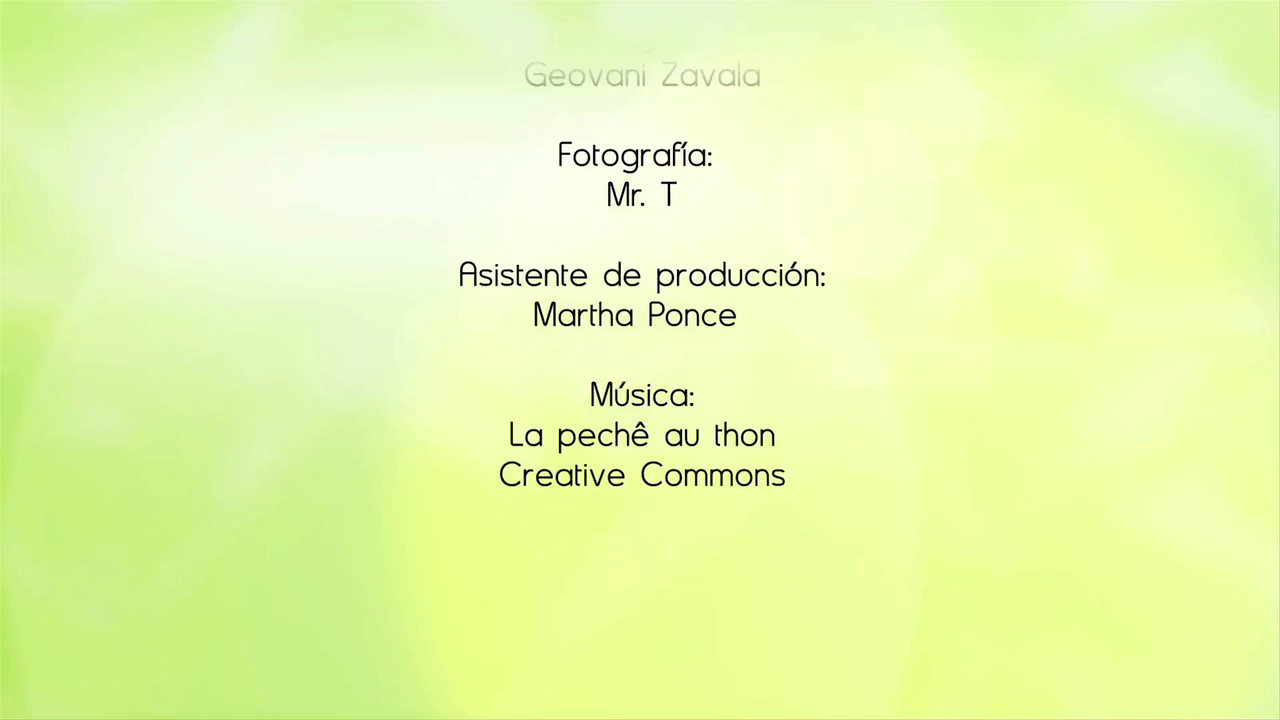 Geovani Zavala
Fotografía:
Mr. T
Asistente de producción:
Martha Ponce
Música:
La pechê au thon
Creative Commons